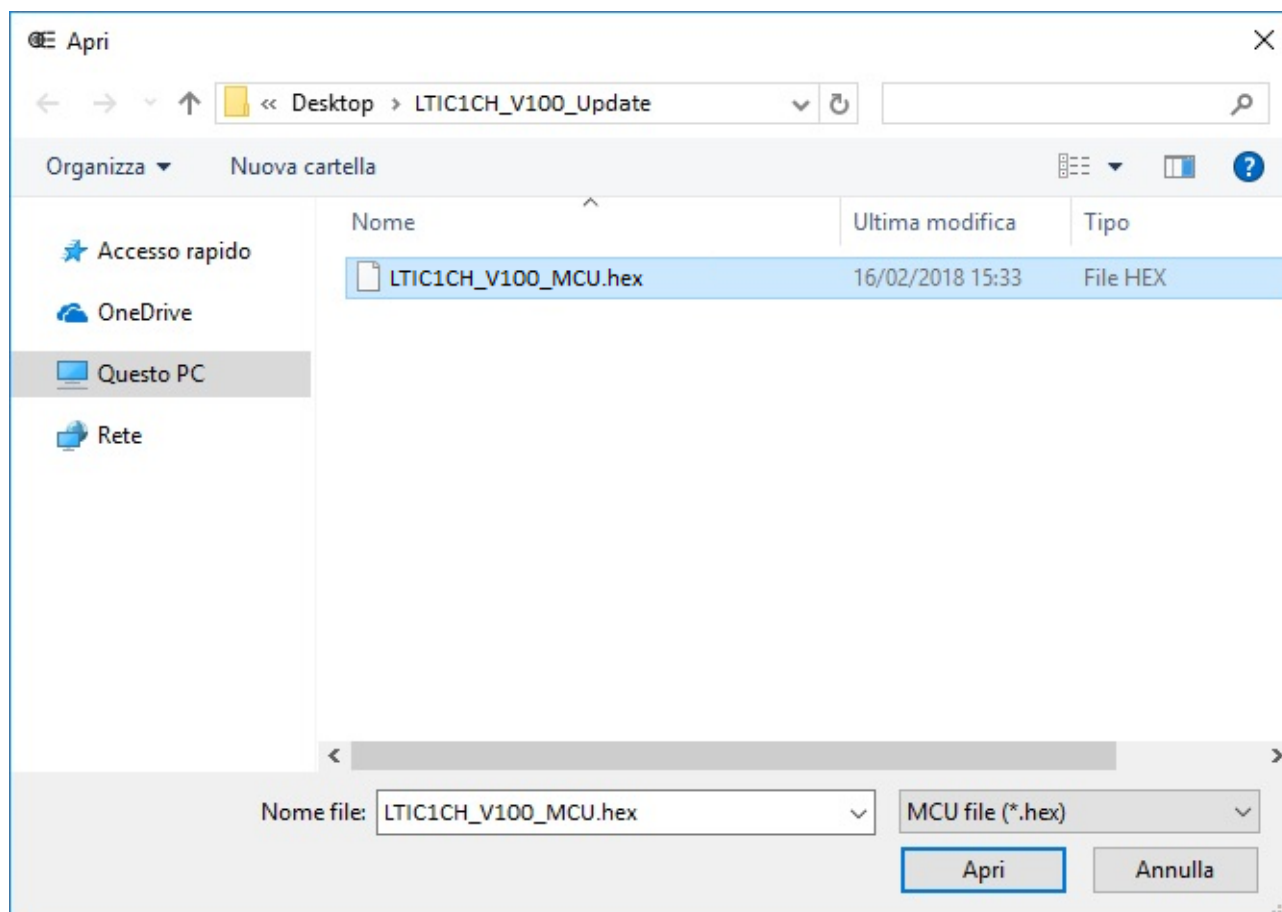 Apri
« Desktop > LTIC1CH_V100_Update
Organizza Nuova cartella
Nome Ultima modifica Tipo
Accesso rapido
LTIC1CH_V100_MCU.hex 16/02/2018 15:33 File HEX
OneDrive
Questo PC
Rete
Nome file: LTIC1CH_V100_MCU.hex MCU file (*.hex)
Apri Annulla